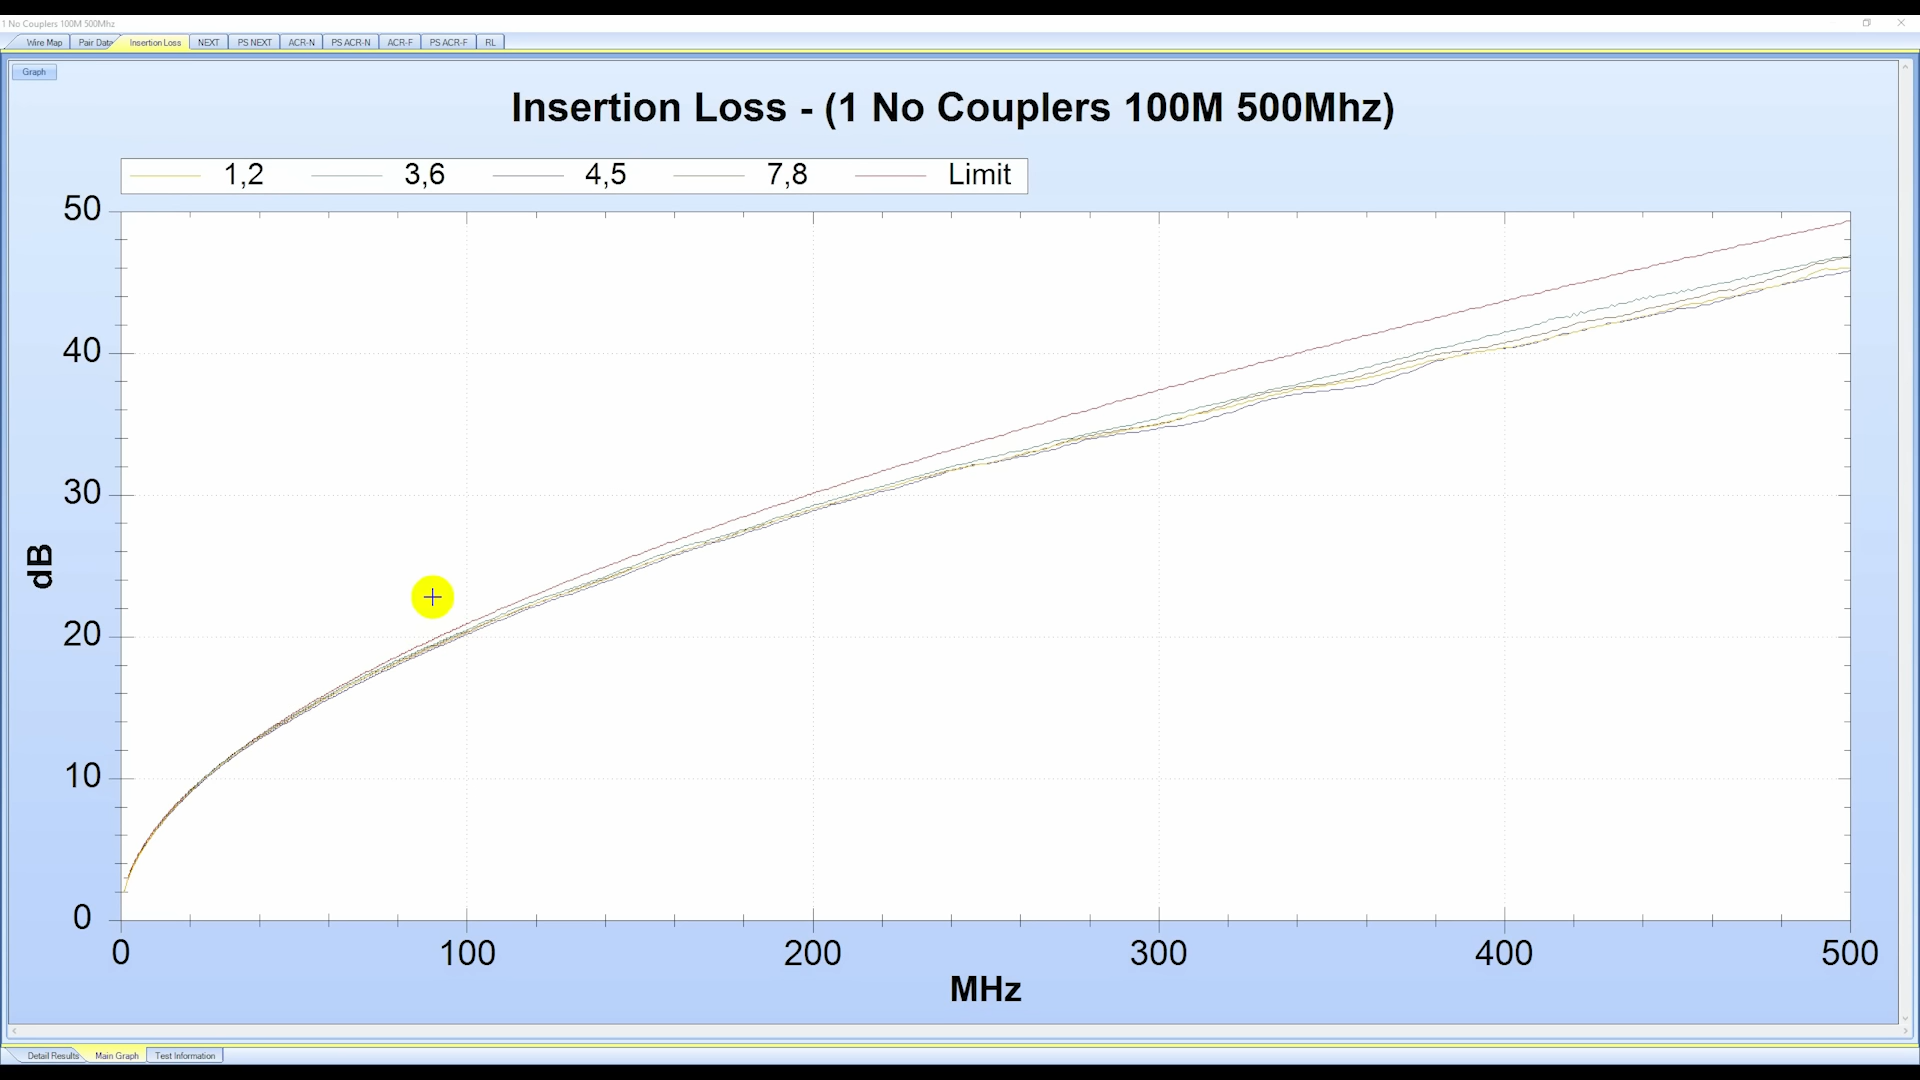 1 No Couplers 100M 500Mhz
Wire Map Pair Data Insertion Loss NEXT PS NEXT ACR-N PS ACR-N ACR-F PS ACR-F RL
Graph
Insertion Loss - (1 No Couplers 100M 500Mhz)
1,2 3,6 4,5 7,8 Limit
50
40
30
dB
20
10
0
0 100 200 300 400 500
MHz
Detail Results Main Graph Test Information